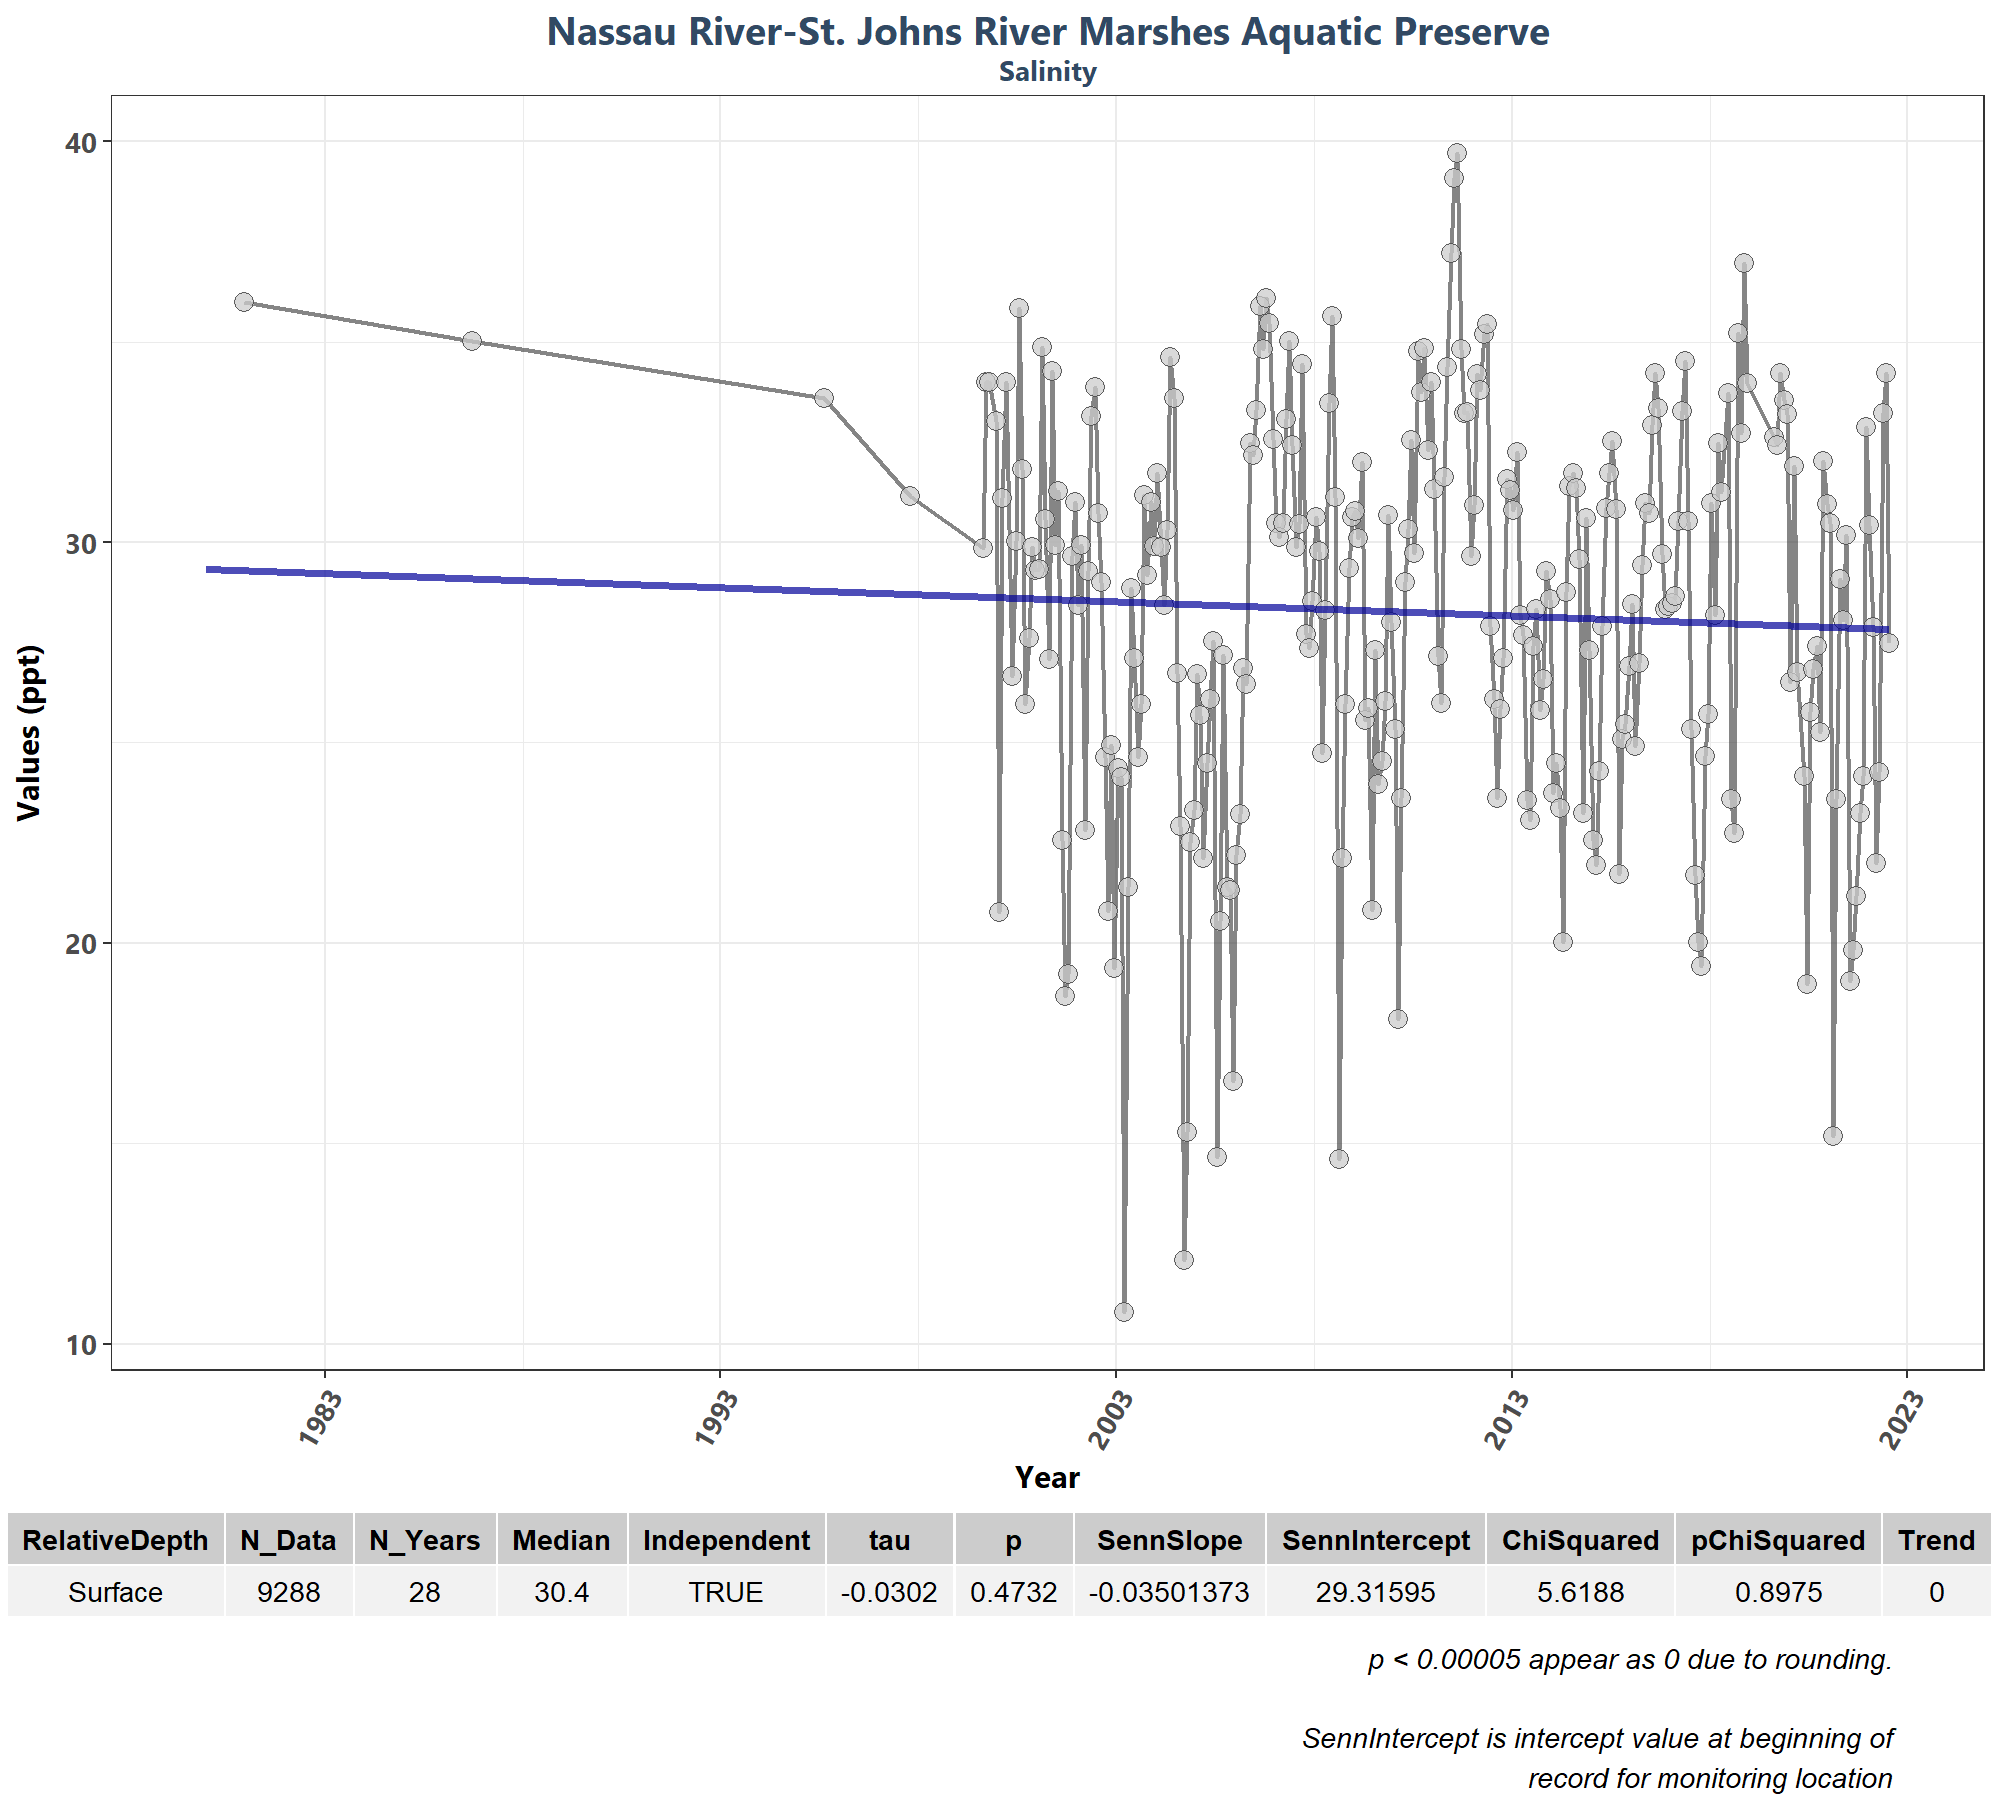 Nassau River-St. Johns River Marshes Aquatic Preserve
Salinity
Values (ppt)
40
30
20
10
1983
1993
2003
2013
2023
Year
RelativeDepth N_Data N_Years Median Independent tau p SennSlope SennIntercept ChiSquared pChiSquared Trend
Surface 9288 28 30.4 TRUE -0.0302 0.4732 -0.03501373 29.31595 5.6188 0.8975 0
p < 0.00005 appear as 0 due to rounding.
SennIntercept is intercept value at beginning of
record for monitoring location